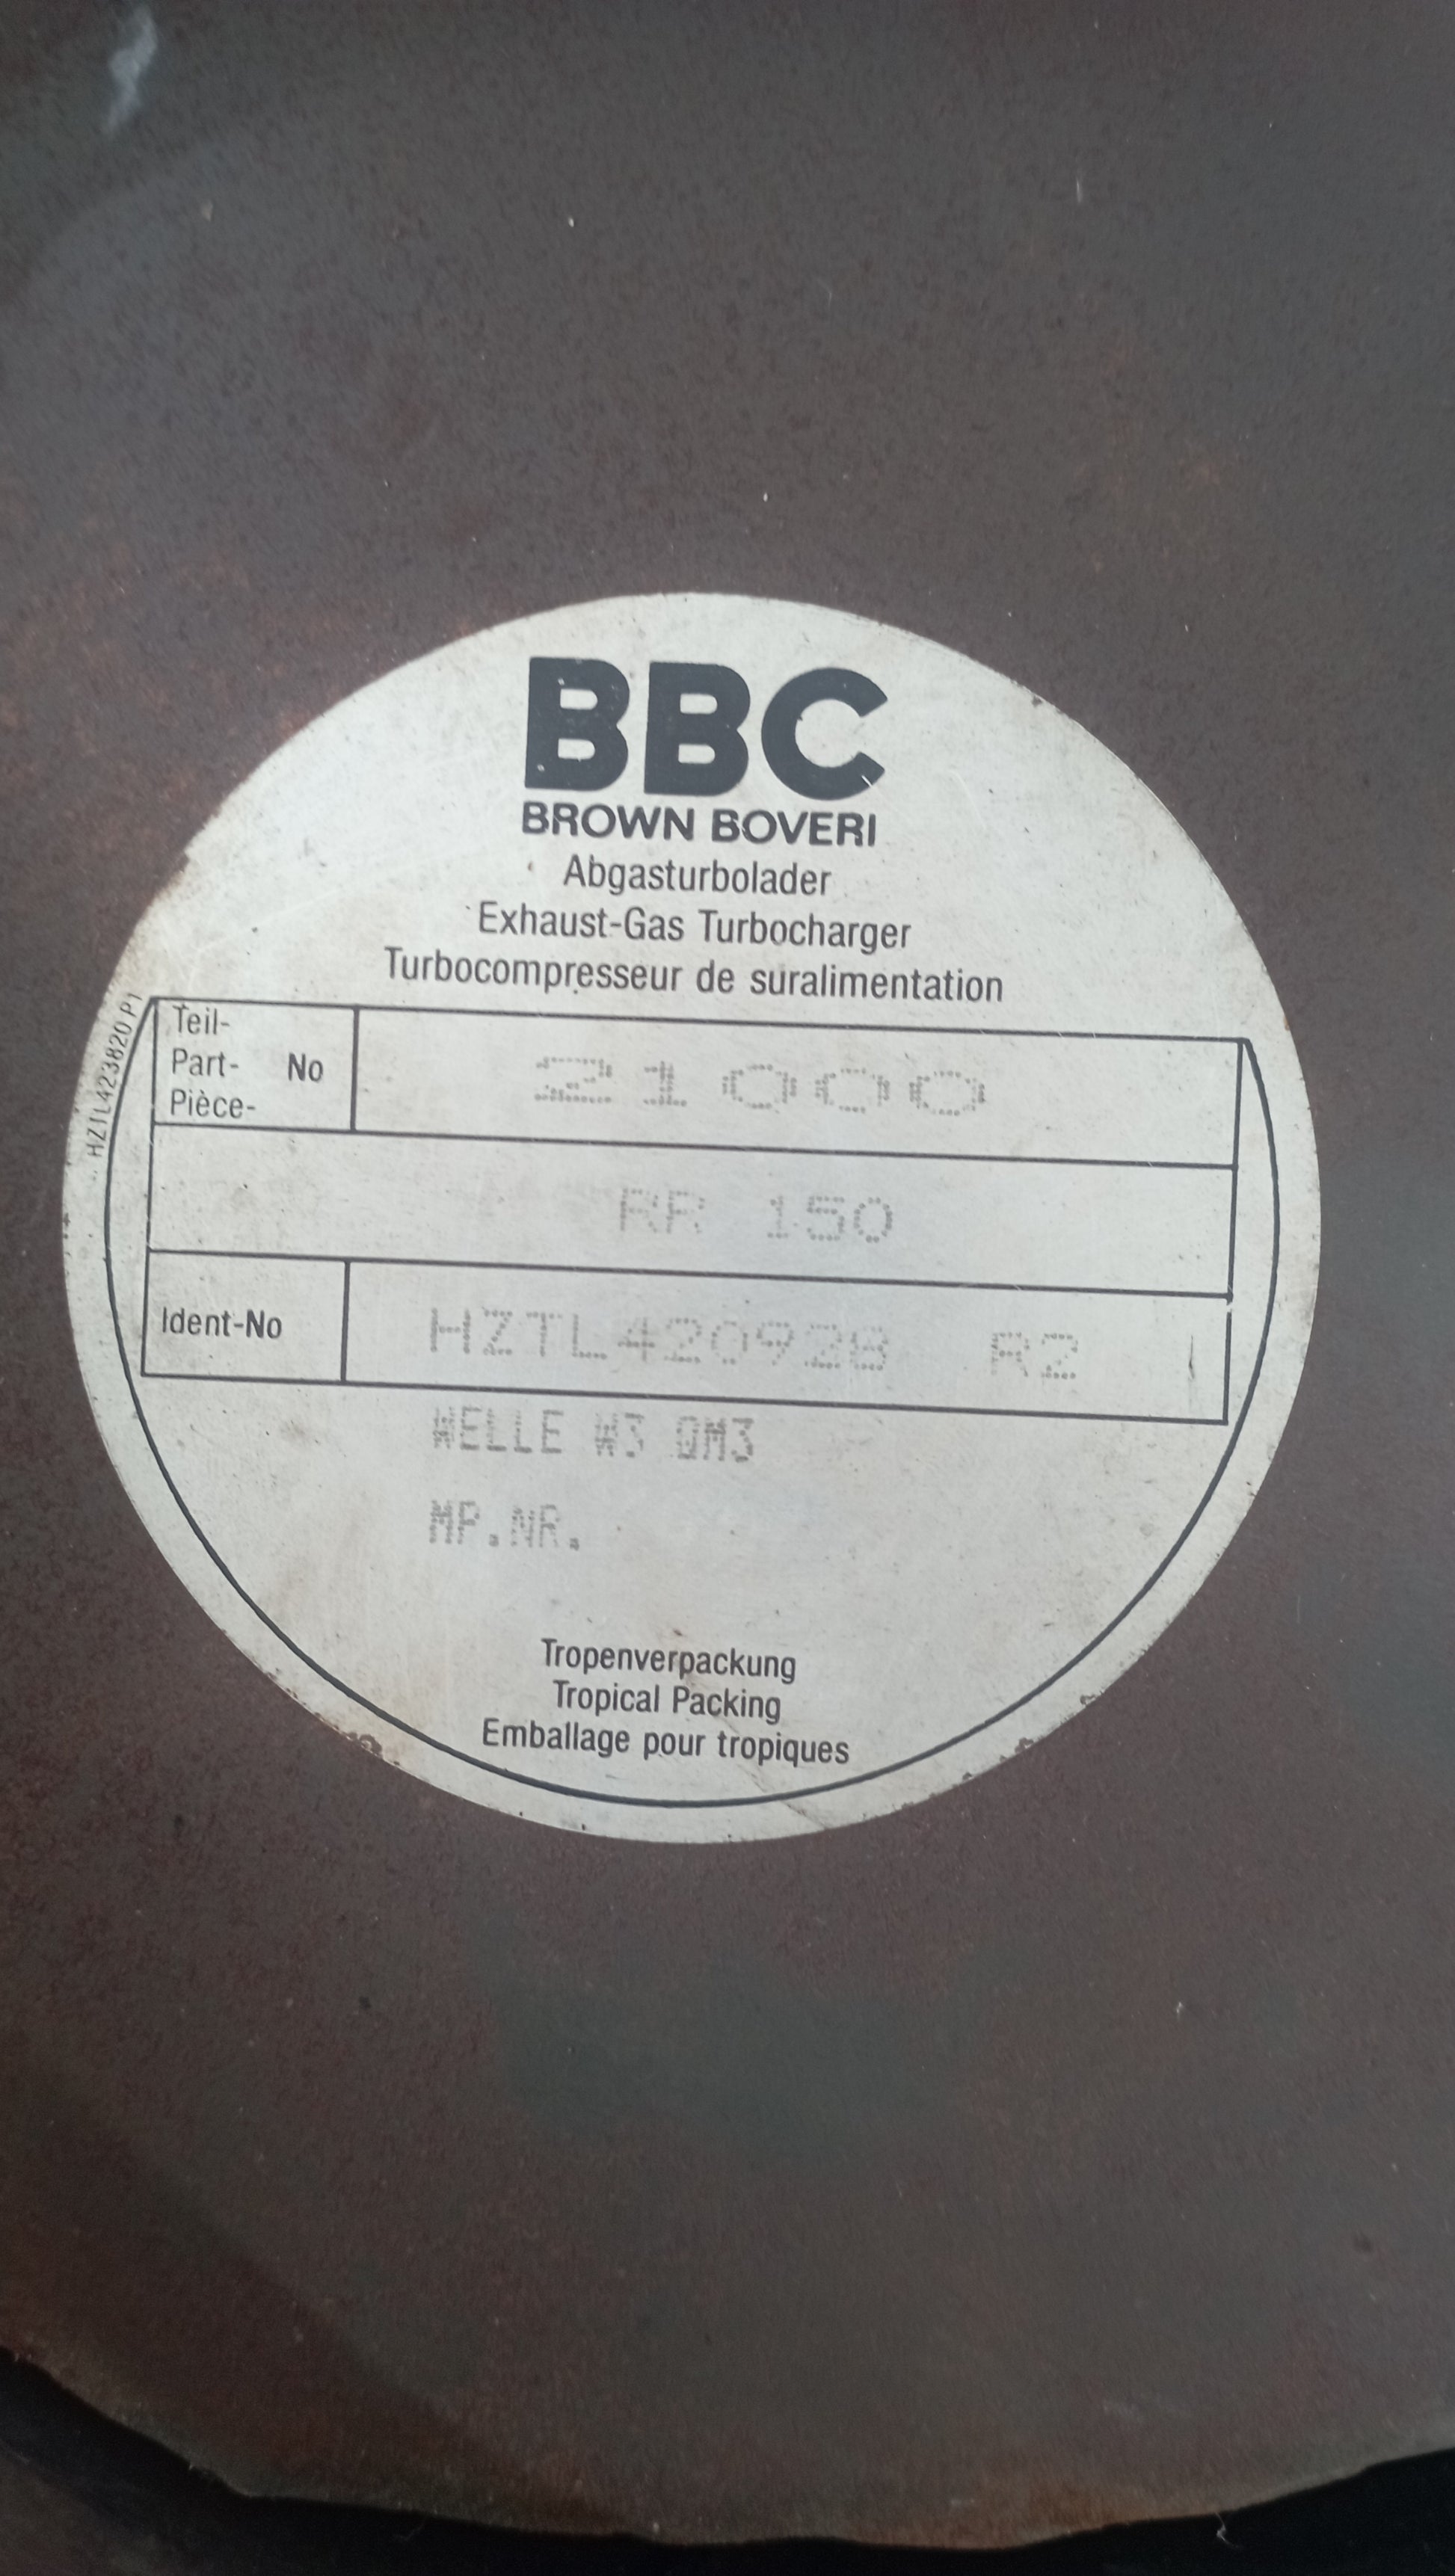 BBC
BROWN BOVERI
Abgasturbolader
Exhaust-Gas Turbocharger
Turbocompresseur de suralimentation
HZTL423820 P1
Teil-
Part- No
Pièce-
21000
RR 150
Ident-No HZTL420928 R2
WELLE W3 QM3
MP.NR.
Tropenverpackung
Tropical Packing
Emballage pour tropiques